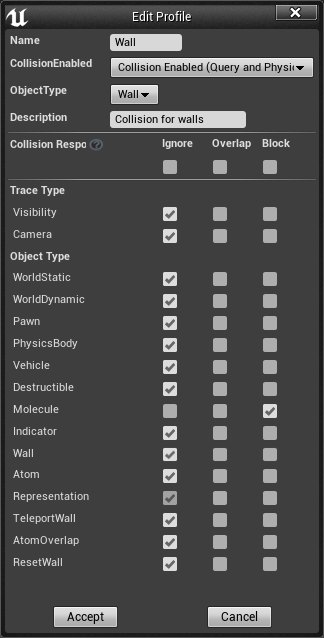 Edit Profile
Name Wall
CollisionEnabled Collision Enabled (Query and Physic
ObjectType Wall
Description Collision for walls
Collision Respo ? Ignore Overlap Block
Trace Type
Visibility
Camera
Object Type
WorldStatic
WorldDynamic
Pawn
PhysicsBody
Vehicle
Destructible
Molecule
Indicator
Wall
Atom
Representation
TeleportWall
AtomOverlap
ResetWall
Accept Cancel